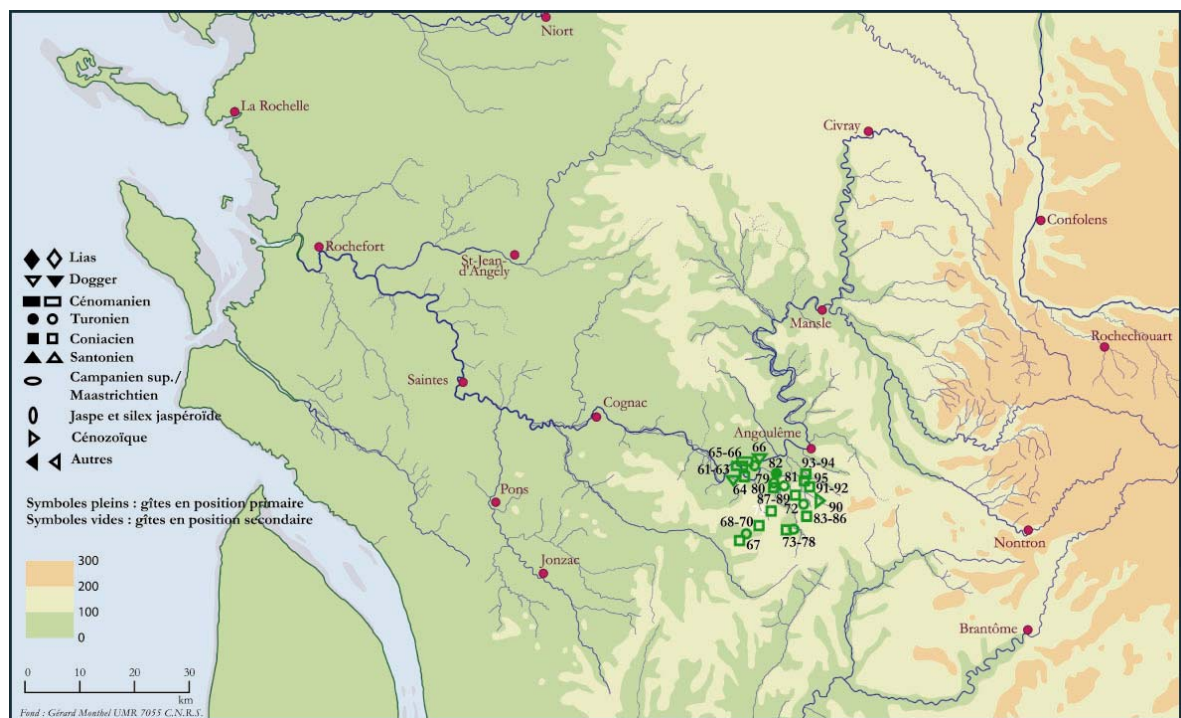 Niort
La Rochelle
Civray
Confolens
Rochefort
St-Jean-
d'Angely
Lias
Dogger
Cénomanien
Turonien
Coniacien
Santonien
Campanien sup./
Maastrichtien
Jaspe et silex jaspéroïde
Cénozoïque
Autres
Mansle
Rochechouart
Saintes
Cognac
Angoulême
65-66
66
82
93-94
61-63
79
81
95
64
80
91-92
87-89
72
90
83-86
68-70
67
73-78
Pons
Jonzac
Nontron
Brantôme
Symboles pleins : gîtes en position primaire
Symboles vides : gîtes en position secondaire
300
200
100
0
0 10 20 30
km
Fond : Gérard Monthel UMR 7055 C.N.R.S.